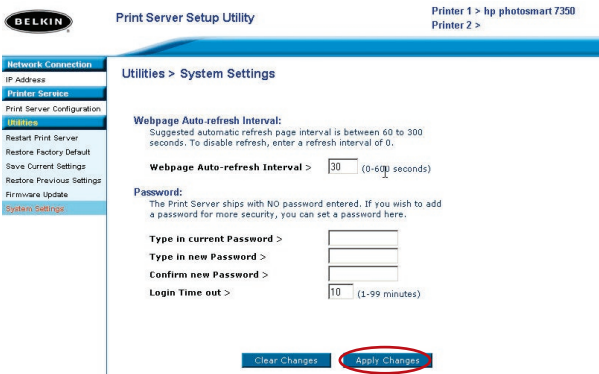 BELKIN
Print Server Setup Utility
Printer 1 > hp photosmart 7350
Printer 2 >
Network Connection
IP Address
Printer Service
Print Server Configuration
Utilities
Restart Print Server
Restore Factory Default
Save Current Settings
Restore Previous Settings
Firmware Update
System Settings
Utilities > System Settings
Webpage Auto-refresh Interval:
Suggested automatic refresh page interval is between 60 to 300
seconds. To disable refresh, enter a refresh interval of 0.
Webpage Auto-refresh Interval > 30 (0-600 seconds)
Password:
The Print Server ships with NO password entered. If you wish to add
a password for more security, you can set a password here.
Type in current Password >
Type in new Password >
Confirm new Password >
Login Time out > 10 (1-99 minutes)
Clear Changes Apply Changes